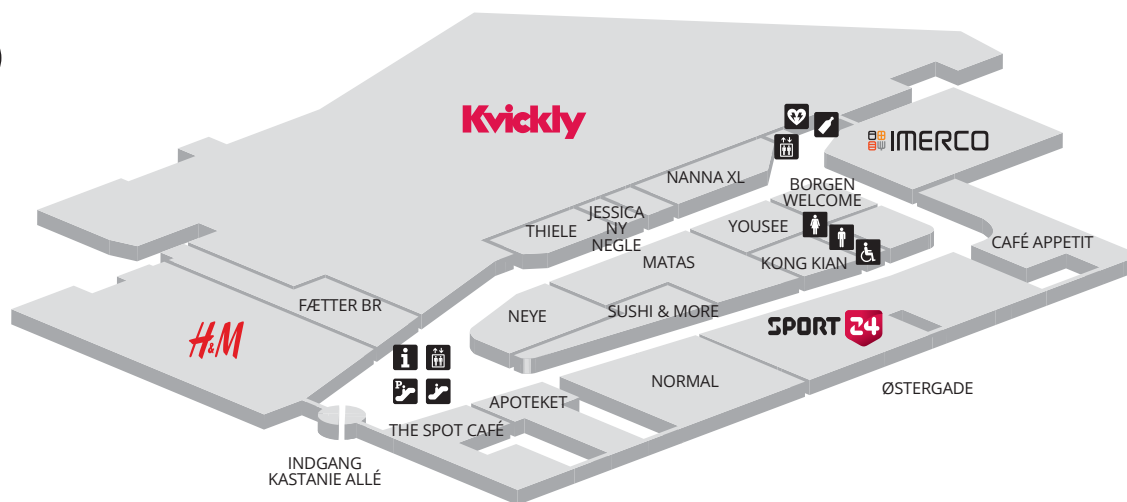 Kvickly
IMERCO
NANNA XL
BORGEN
WELCOME
JESSICA
NY
NEGLE
THIELE
YOUSEE
CAFÉ APPETIT
MATAS
KONG KIAN
FÆTTER BR
NEYE
SUSHI & MORE
SPORT 24
H&M
i
P
NORMAL
ØSTERGADE
APOTEKET
THE SPOT CAFÉ
INDGANG
KASTANIE ALLÉ